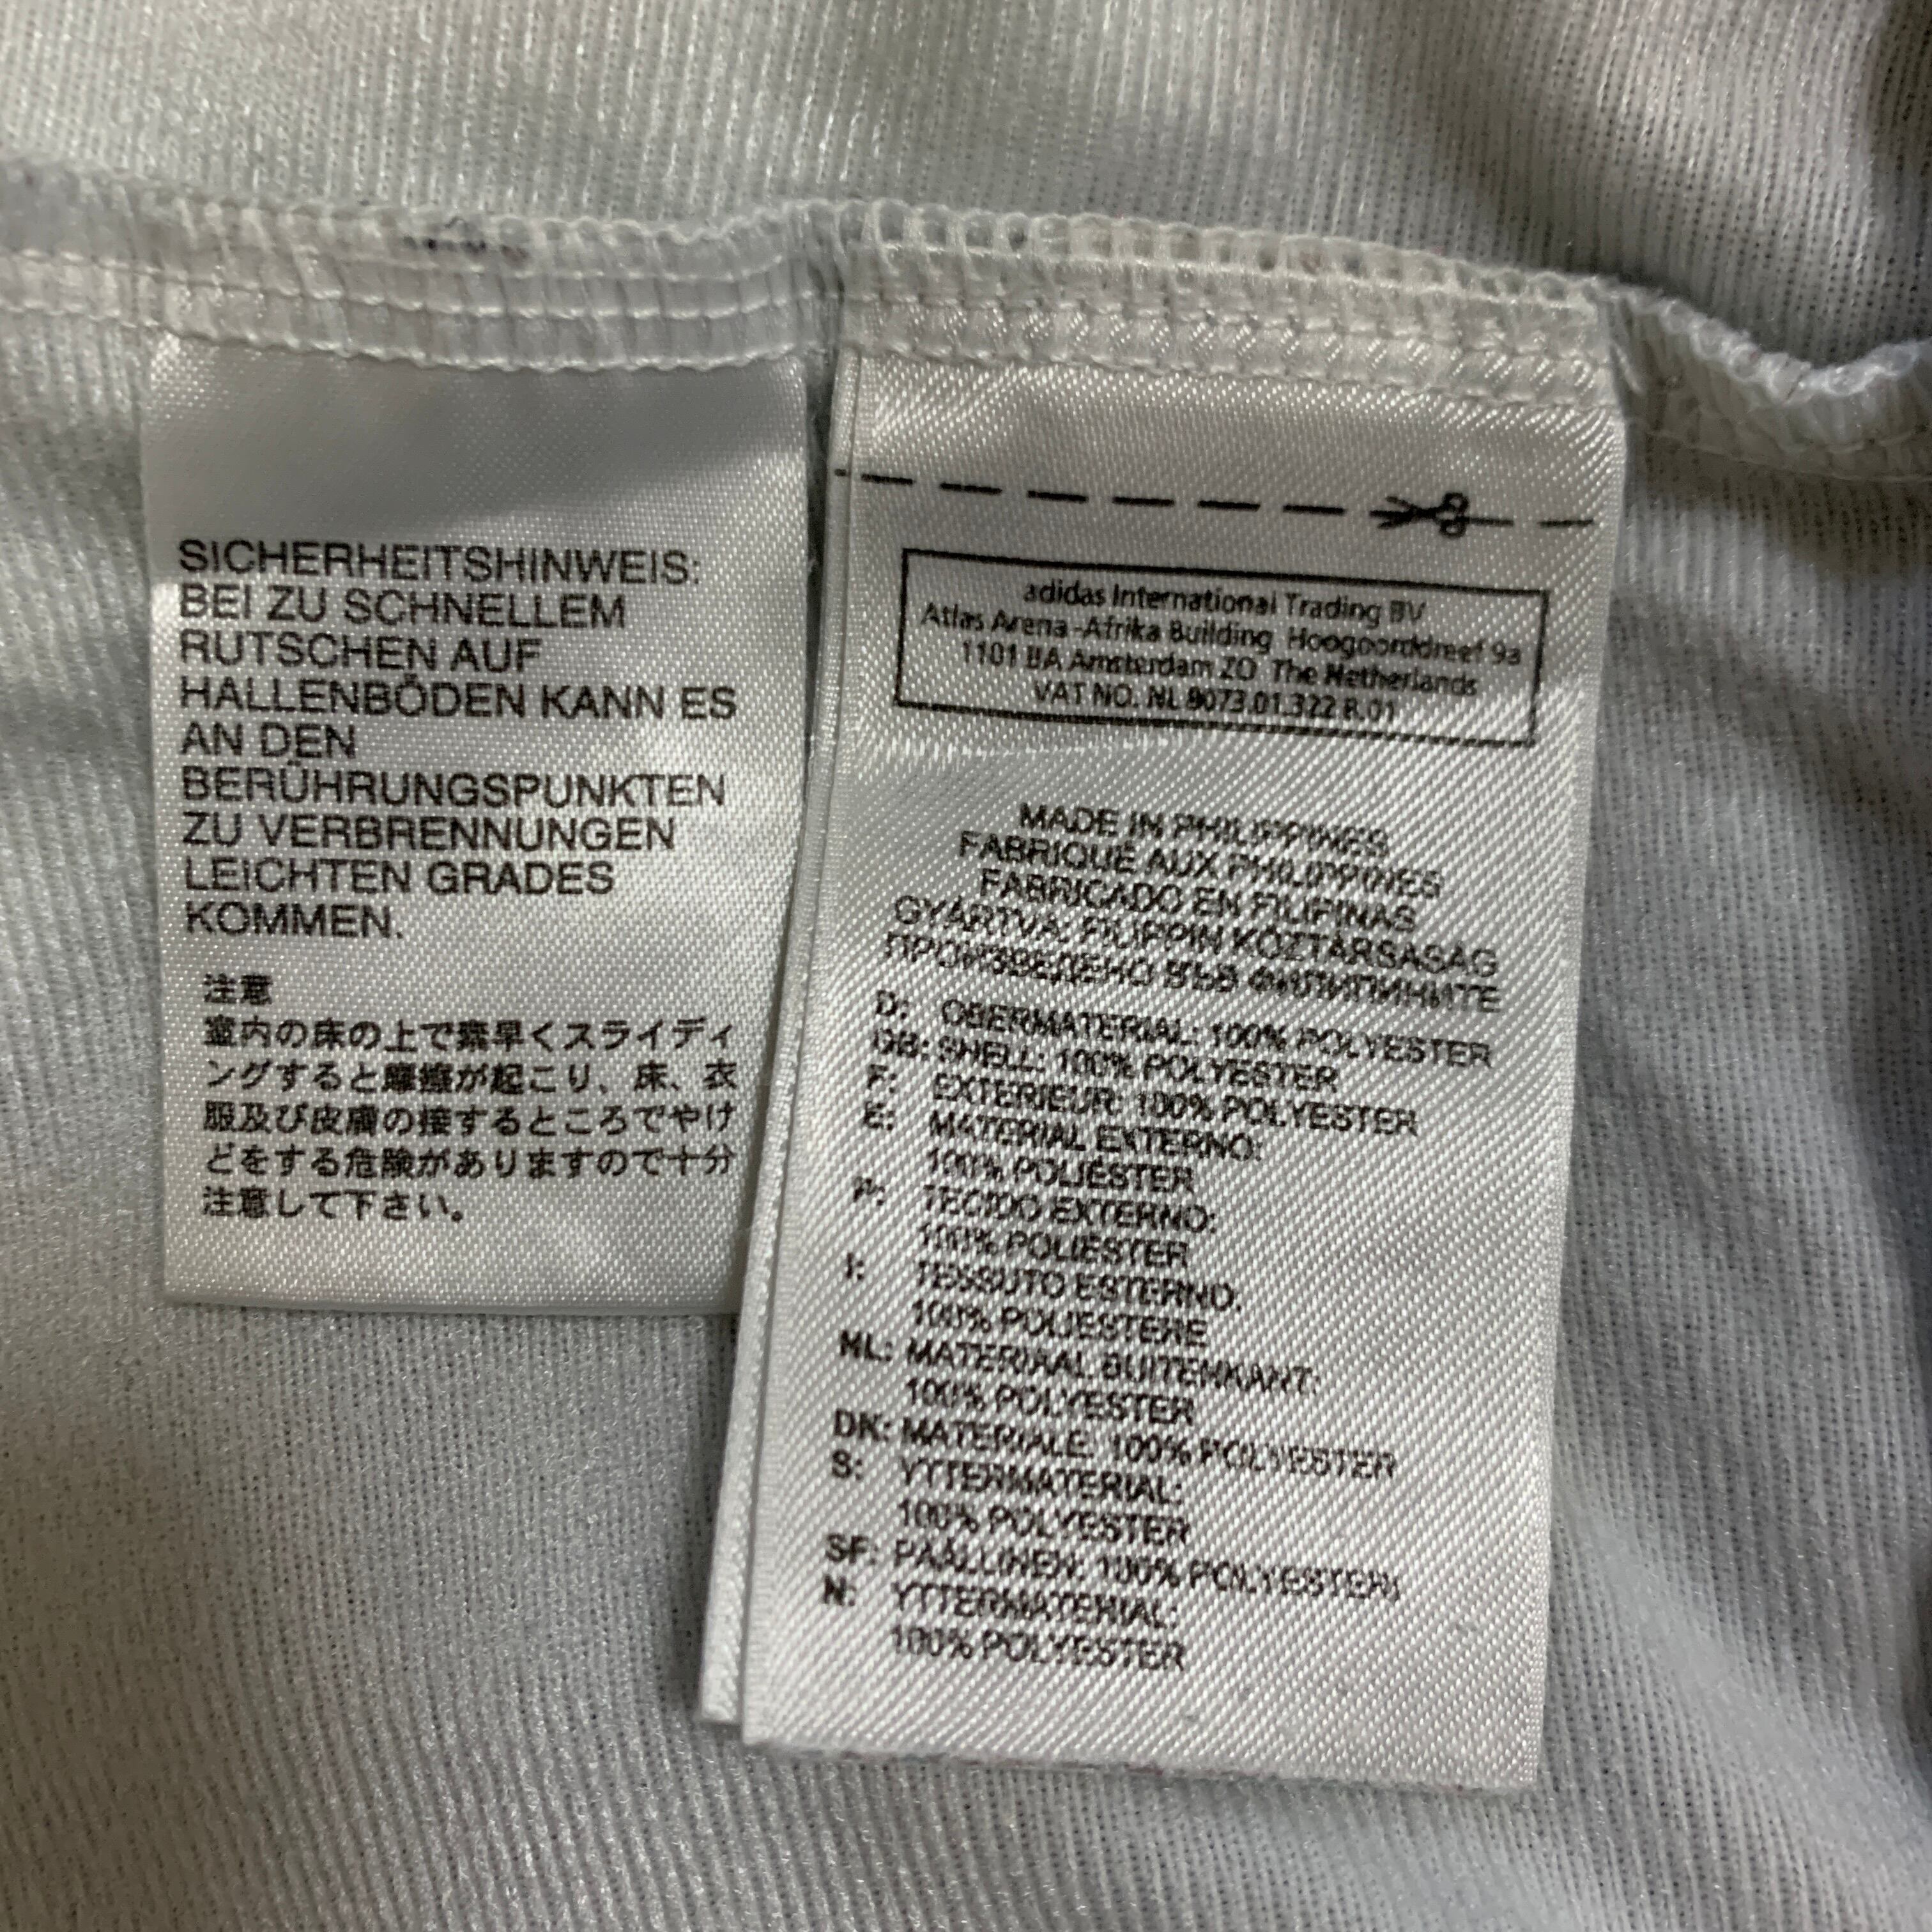 SICHERHEITSHINWEIS:
BEI ZU SCHNELLEM
RUTSCHEN AUF
HALLENBÖDEN KANN ES
AN DEN
BERÜHRUNGSPUNKTEN
ZU VERBRENNUNGEN
LEICHTEN GRADES
KOMMEN.
注意
室内の床の上で素早くスライディ
ングすると摩擦が起こり、床、衣
服及び皮膚の接するところでやけ
どをする危険がありますので十分
注意して下さい。
adidas International Trading BV
Atlas Arena-Afrika Building Hoogoorddreef 9a
1101 BA Amsterdam ZO The Netherlands
VAT NO. NL 8073.01.322 B.01
MADE IN PHILIPPINES
FABRIQUÉ AUX PHILIPPINES
FABRICADO EN FILIPINAS
GYÁRTVA: FILIPPIN KÖZTÁRSASÁG
ПРОИЗВЕДЕНО ВЪВ ФИЛИПИНИТЕ
D: OBERMATERIAL: 100% POLYESTER
GB: SHELL: 100% POLYESTER
F: EXTERIEUR: 100% POLYESTER
E: MATERIAL EXTERNO:
100% POLIÉSTER
P: TECIDO EXTERNO:
100% POLIÉSTER
I: TESSUTO ESTERNO.
100% POLIESTERE
NL: MATERIAAL BUITENKANT:
100% POLYESTER
DK: MATERIALE: 100% POLYESTER
S: YTTERMATERIAL:
100% POLYESTER
SF: PÄÄLLINEN: 100% POLYESTERI
N: YTTERMATERIAL:
100% POLYESTER